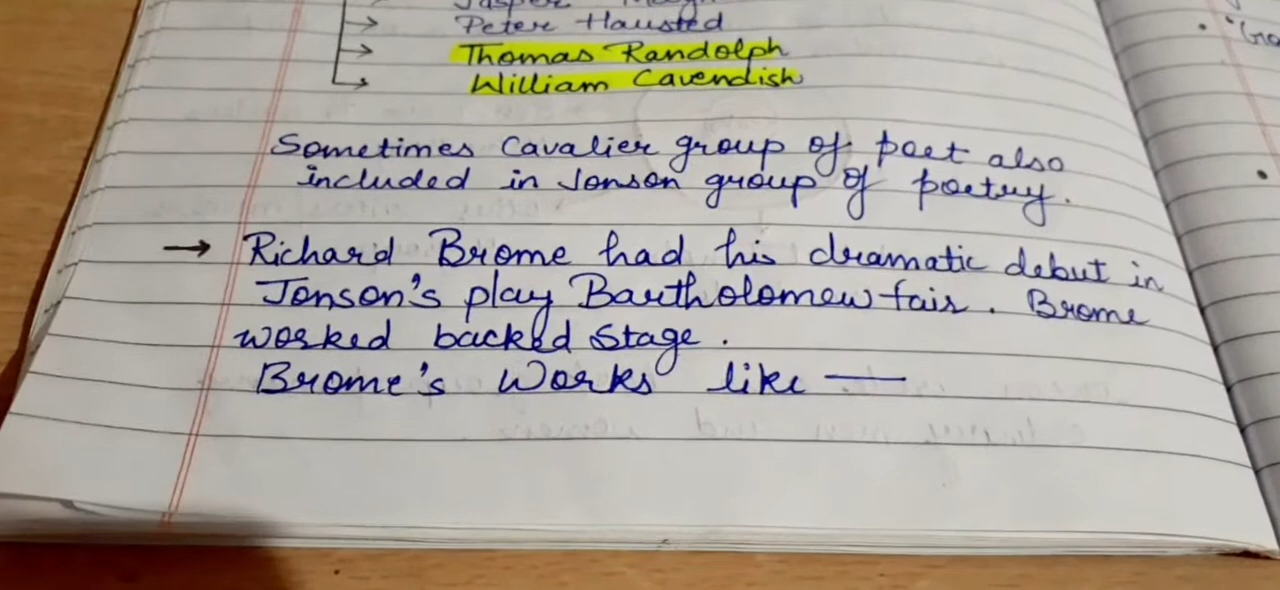 Jasper
Peter Hausted
Thomas Randolph
William Cavendish
Sometimes Cavalier group of poet also
included in Jonson group of poetry.
→ Richard Brome had his dramatic debut in
Jonson's play Bartholomew fair. Brome
worked backed stage.
Brome's Works like —